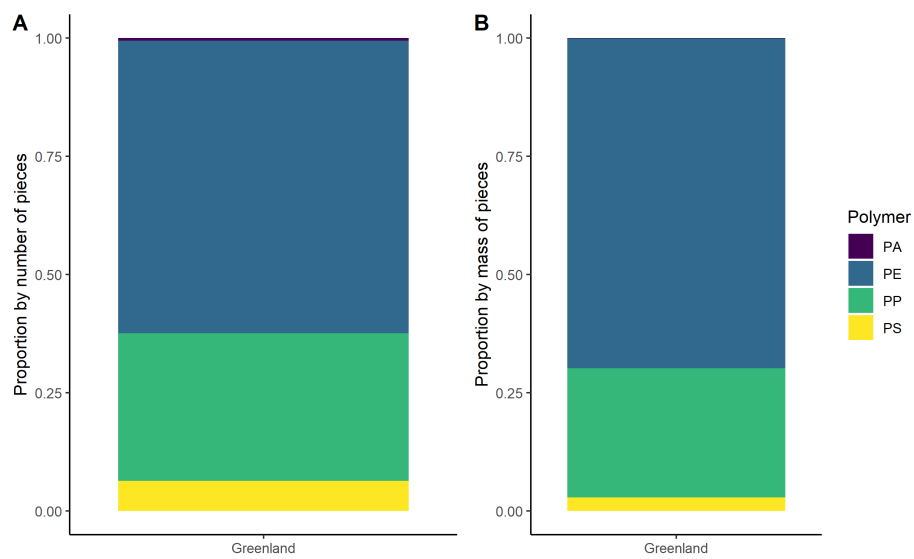 A
Proportion by number of pieces
1.00
0.75
0.50
0.25
0.00
Greenland
B
Proportion by mass of pieces
1.00
0.75
0.50
0.25
0.00
Greenland
Polymer
PA
PE
PP
PS